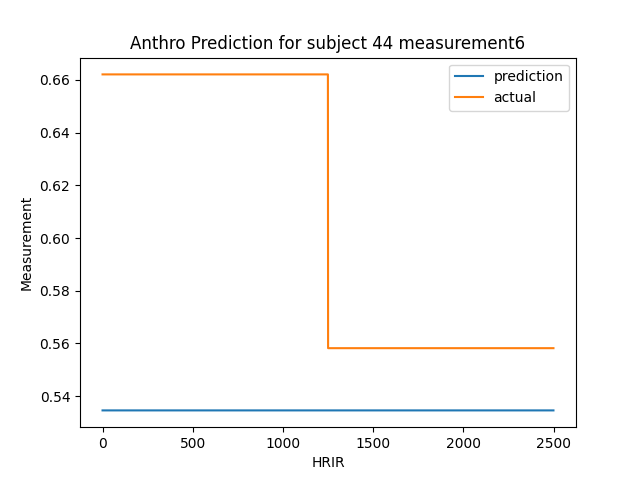 Anthro Prediction for subject 44 measurement6
prediction
actual
0.66
0.64
0.62
0.60
0.58
0.56
0.54
Measurement
0
500
1000
1500
2000
2500
HRIR